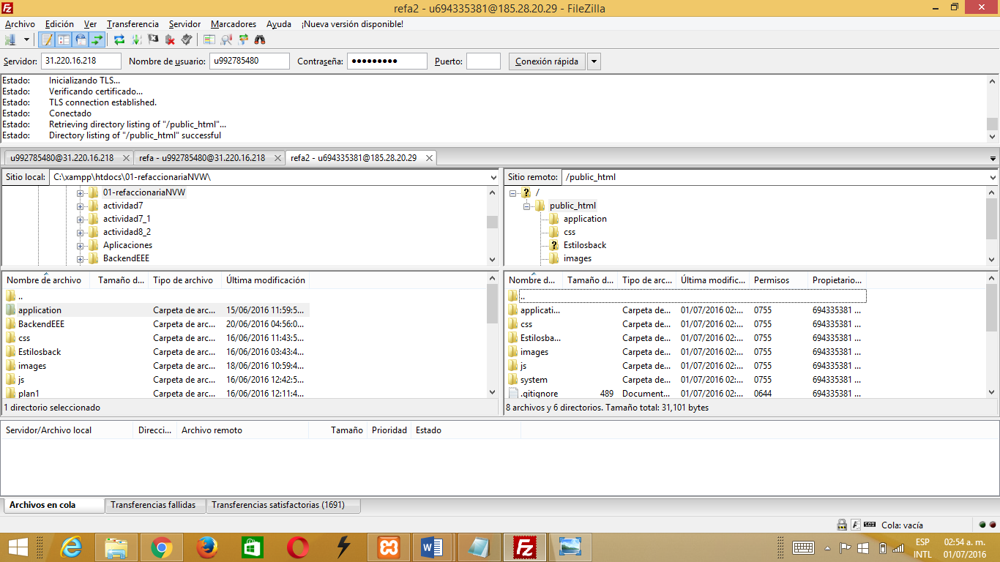 refa2 - u694335381@185.28.20.29 - FileZilla
Archivo Edición Ver Transferencia Servidor Marcadores Ayuda ¡Nueva versión disponible!
Servidor: 31.220.16.218 Nombre de usuario: u992785480 Contraseña: ●●●●●●●●● Puerto: Conexión rápida
Estado: Inicializando TLS...
Estado: Verificando certificado...
Estado: TLS connection established.
Estado: Conectado
Estado: Retrieving directory listing of "/public_html"...
Estado: Directory listing of "/public_html" successful
u992785480@31.220.16.218 refa - u992785480@31.220.16.218 refa2 - u694335381@185.28.20.29
Sitio local: C:\xampp\htdocs\01-refaccionariaNVW\
01-refaccionariaNVW
actividad7
actividad7_1
actividad8_2
Aplicaciones
BackendEEE
Sitio remoto: /public_html
/
public_html
application
css
Estilosback
images
Nombre de archivo Tamaño d... Tipo de archivo Última modificación
..
application Carpeta de arc... 15/06/2016 11:59:5...
BackendEEE Carpeta de arc... 20/06/2016 04:56:0...
css Carpeta de arc... 16/06/2016 11:43:5...
Estilosback Carpeta de arc... 16/06/2016 03:43:4...
images Carpeta de arc... 18/06/2016 10:59:4...
js Carpeta de arc... 16/06/2016 12:42:5...
plan1 Carpeta de arc... 16/06/2016 12:11:4...
1 directorio seleccionado
Nombre d... Tamaño d... Tipo de arc... Última modific... Permisos Propietario...
..
applicati... Carpeta de... 01/07/2016 02:... 0755 694335381 ...
css Carpeta de... 01/07/2016 02:... 0755 694335381 ...
Estilosba... Carpeta de... 01/07/2016 02:... 0755 694335381 ...
images Carpeta de... 01/07/2016 02:... 0755 694335381 ...
js Carpeta de... 01/07/2016 02:... 0755 694335381 ...
system Carpeta de... 01/07/2016 02:... 0755 694335381 ...
.gitignore 489 Document... 01/07/2016 02:... 0644 694335381 ...
8 archivos y 6 directorios. Tamaño total: 31,101 bytes
Servidor/Archivo local Direcci... Archivo remoto Tamaño Prioridad Estado
Archivos en cola Transferencias fallidas Transferencias satisfactorias (1691)
Cola: vacía
ESP 02:54 a. m.
INTL 01/07/2016